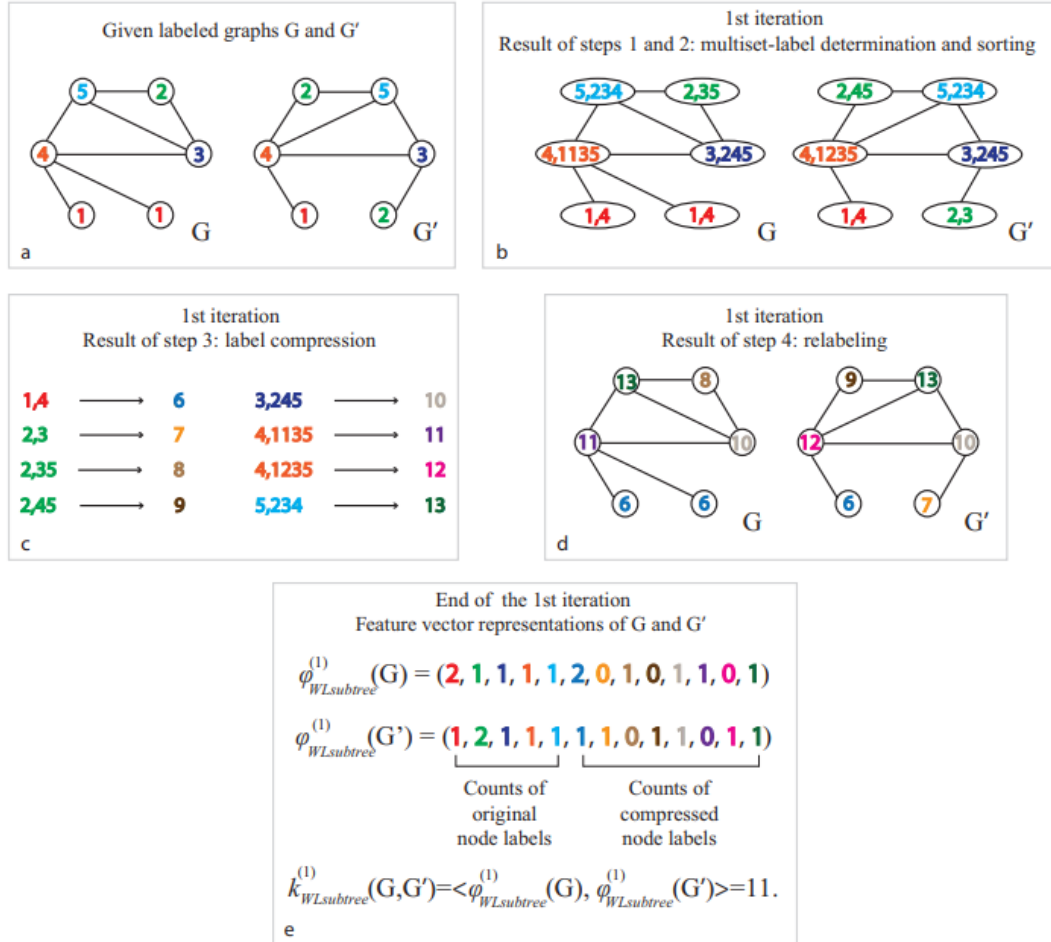 Given labeled graphs G and G′
5 2 2 5
4 3 4 3
1 1 1 2
G G′
a
1st iteration
Result of steps 1 and 2: multiset-label determination and sorting
5,234 2,35 2,45 5,234
4,1135 3,245 4,1235 3,245
1,4 1,4 1,4 2,3
G G′
b
1st iteration
Result of step 3: label compression
1,4 → 6 3,245 → 10
2,3 → 7 4,1135 → 11
2,35 → 8 4,1235 → 12
2,45 → 9 5,234 → 13
c
1st iteration
Result of step 4: relabeling
13 8 9 13
11 10 12 10
6 6 6 7
G G′
d
End of the 1st iteration
Feature vector representations of G and G′
φ(1)WLsubtree(G) = (2, 1, 1, 1, 1, 2, 0, 1, 0, 1, 1, 0, 1)
φ(1)WLsubtree(G’) = (1, 2, 1, 1, 1, 1, 1, 0, 1, 1, 0, 1, 1)
Counts of Counts of
original compressed
node labels node labels
k(1)WLsubtree(G,G′)=<φ(1)WLsubtree(G), φ(1)WLsubtree(G′)>=11.
e